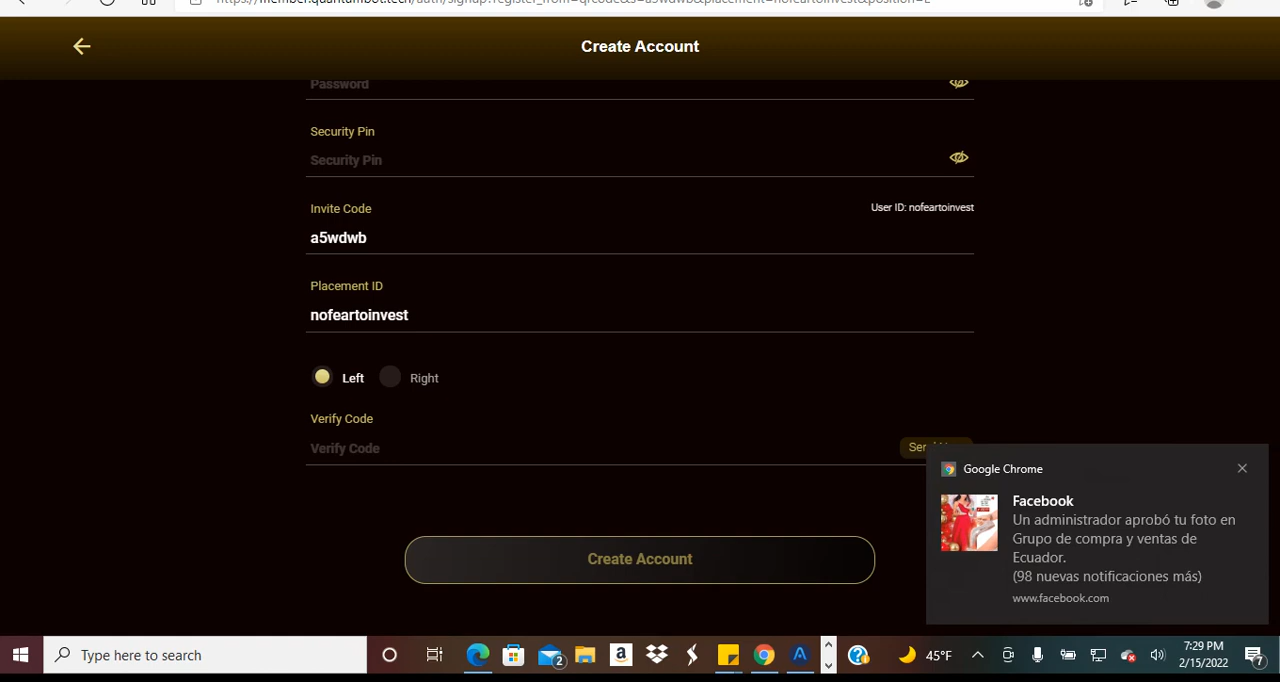 Create Account
Password
Security Pin
Security Pin
Invite Code
User ID: nofeartoinvest
a5wdwb
Placement ID
nofeartoinvest
Left
Right
Verify Code
Verify Code
Google Chrome
Facebook
Un administrador aprobó tu foto en
Grupo de compra y ventas de
Ecuador.
(98 nuevas notificaciones más)
www.facebook.com
Create Account
Type here to search
2
45°F
7:29 PM
2/15/2022
7